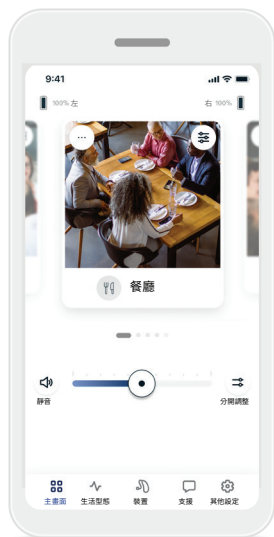 9:41
100% 左
右 100%
餐廳
靜音
分開調整
主畫面 生活型態 裝置 支援 其他設定